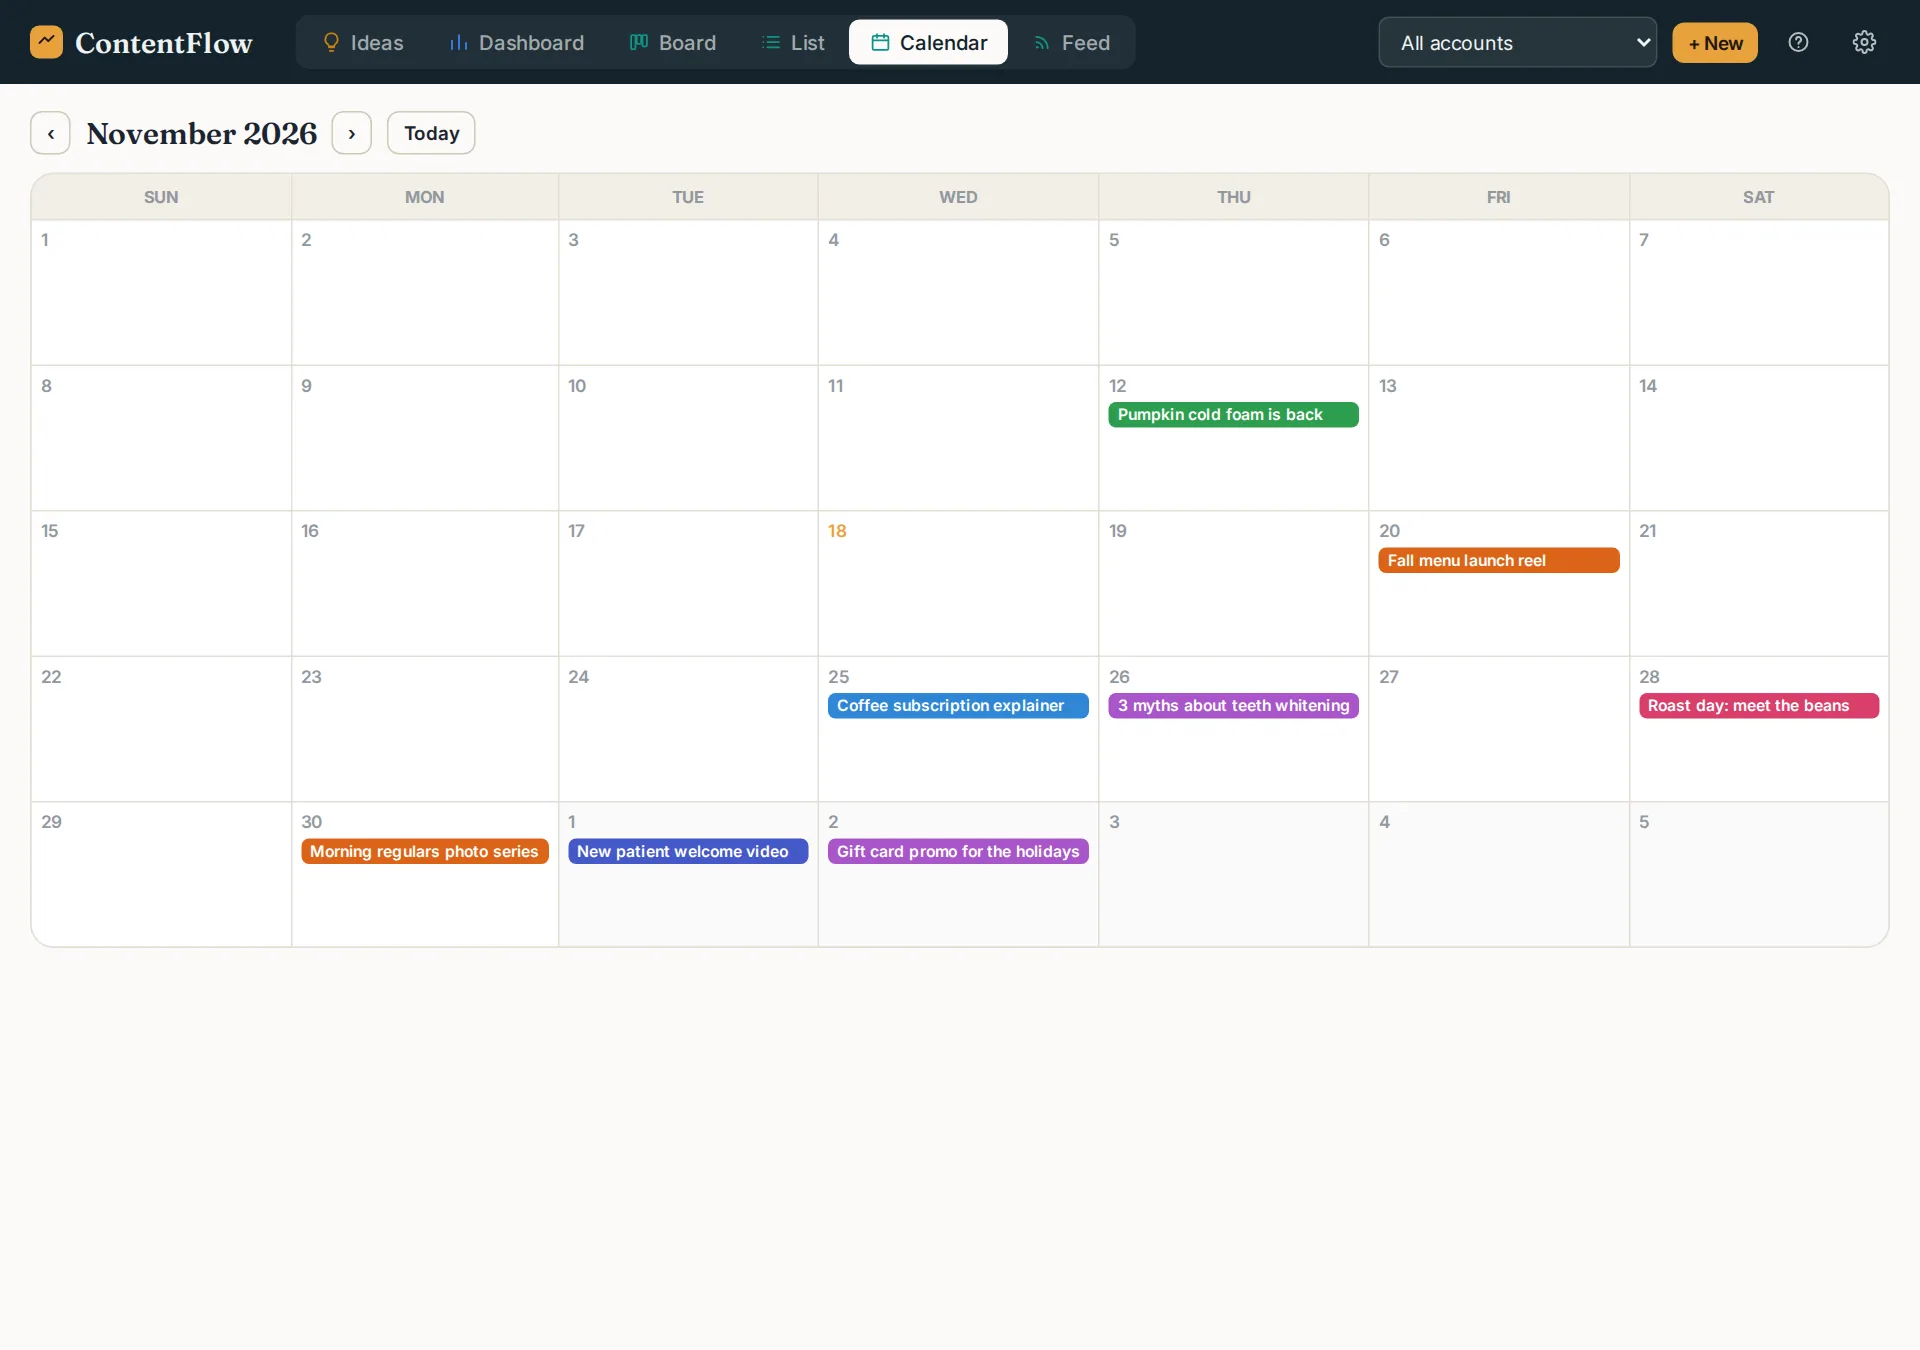 ContentFlow
Ideas
Dashboard
Board
List
Calendar
Feed
All accounts
+ New
‹
November 2026
›
Today
SUN MON TUE WED THU FRI SAT
1 2 3 4 5 6 7
8 9 10 11 12 13 14
Pumpkin cold foam is back
15 16 17 18 19 20 21
Fall menu launch reel
22 23 24 25 26 27 28
Coffee subscription explainer
3 myths about teeth whitening
Roast day: meet the beans
29 30 1 2 3 4 5
Morning regulars photo series
New patient welcome video
Gift card promo for the holidays